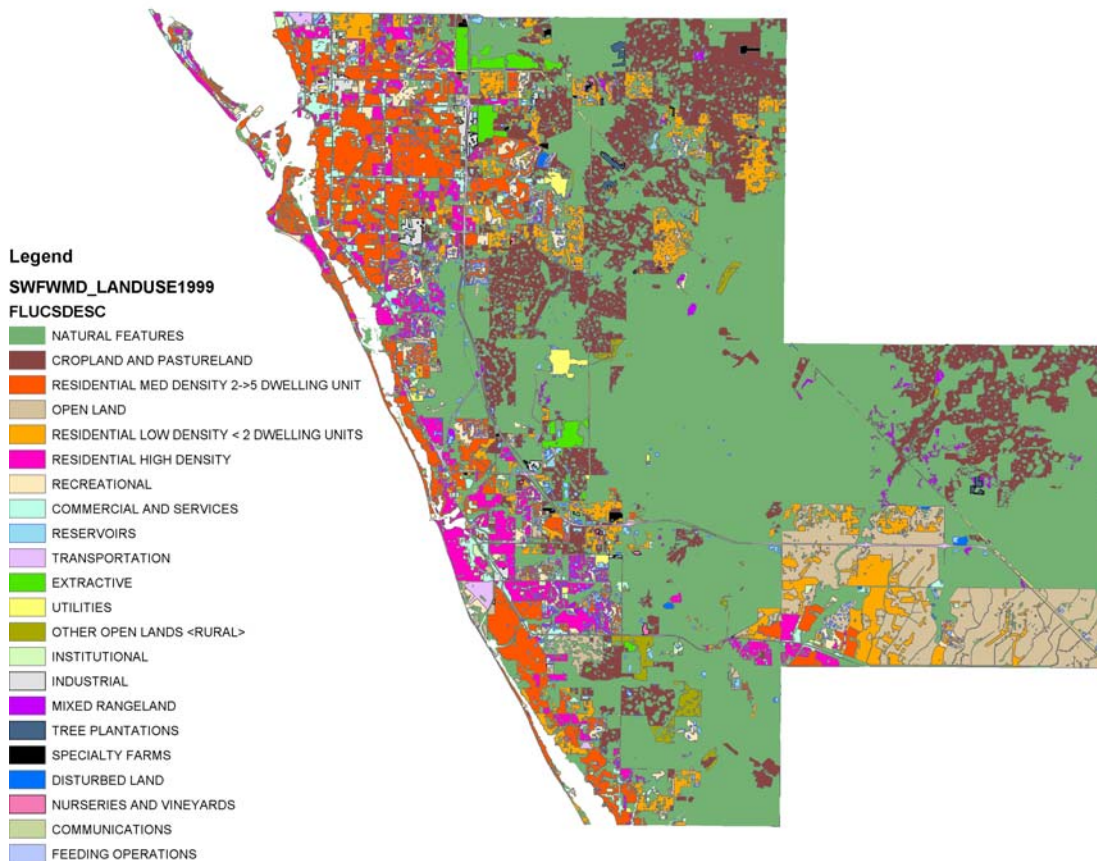 Legend
SWFWMD_LANDUSE1999
FLUCSDESC
NATURAL FEATURES
CROPLAND AND PASTURELAND
RESIDENTIAL MED DENSITY 2->5 DWELLING UNIT
OPEN LAND
RESIDENTIAL LOW DENSITY < 2 DWELLING UNITS
RESIDENTIAL HIGH DENSITY
RECREATIONAL
COMMERCIAL AND SERVICES
RESERVOIRS
TRANSPORTATION
EXTRACTIVE
UTILITIES
OTHER OPEN LANDS <RURAL>
INSTITUTIONAL
INDUSTRIAL
MIXED RANGELAND
TREE PLANTATIONS
SPECIALTY FARMS
DISTURBED LAND
NURSERIES AND VINEYARDS
COMMUNICATIONS
FEEDING OPERATIONS